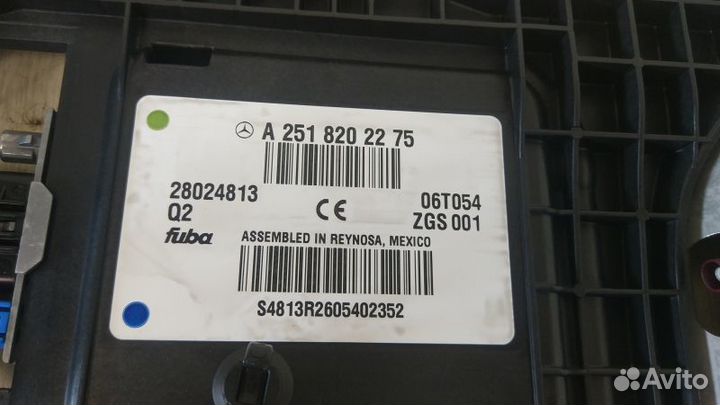 A 251 820 22 75
28024813 06T054
Q2 CE ZGS 001
fuba ASSEMBLED IN REYNOSA, MEXICO
S4813R2605402352
Avito